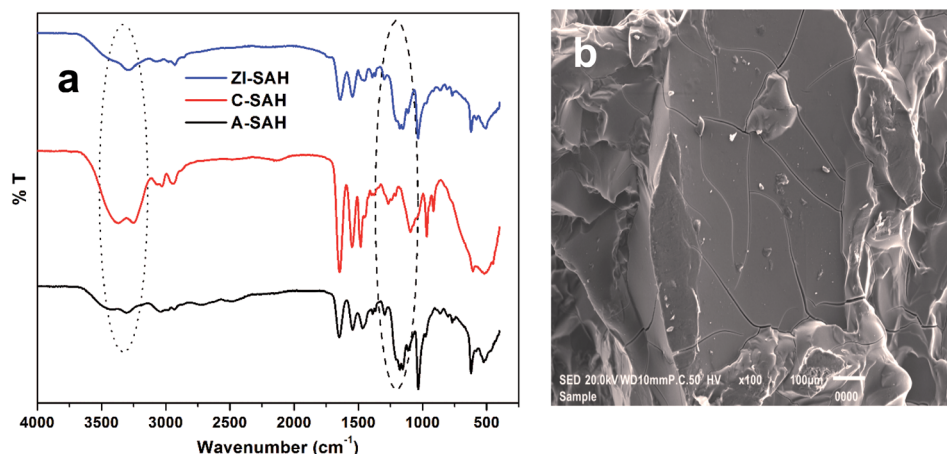 a
ZI-SAH
C-SAH
A-SAH
% T
4000 3500 3000 2500 2000 1500 1000 500
Wavenumber (cm⁻¹)
b
SED 20.0kV WD10mmP.C.50 HV x100 100µm
Sample 0000